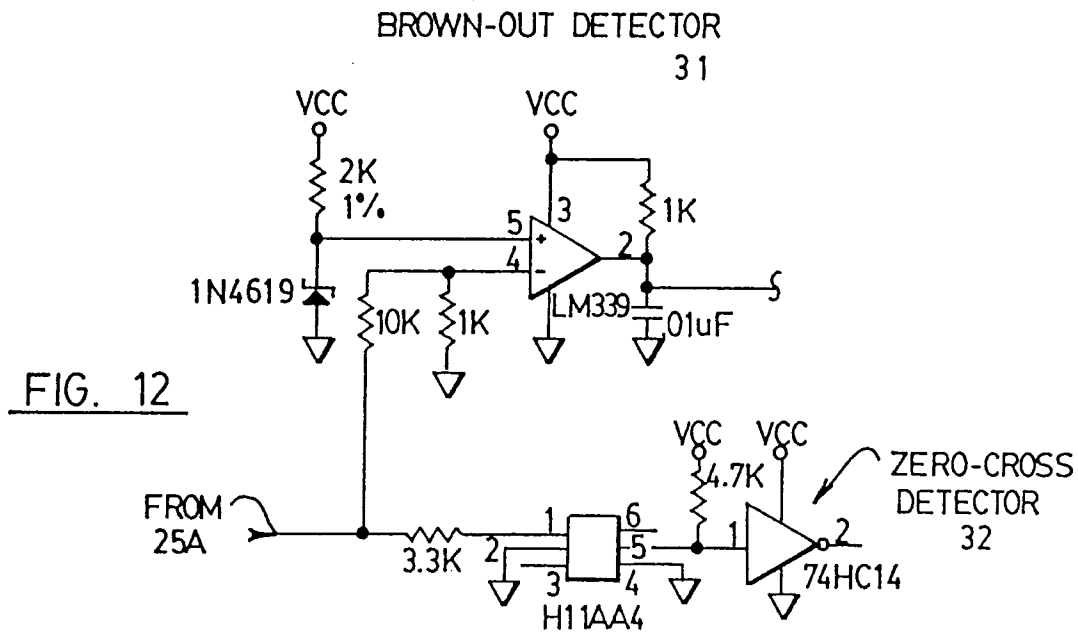 BROWN-OUT DETECTOR
31
VCC
VCC
2K
1%
3
1K
5
+
2
4
-
1N4619
10K
1K
LM339
.01uF
FIG. 12
VCC
VCC
4.7K
ZERO-CROSS
DETECTOR
32
FROM
25A
3.3K
1
6
2
5
3
4
1
2
74HC14
H11AA4